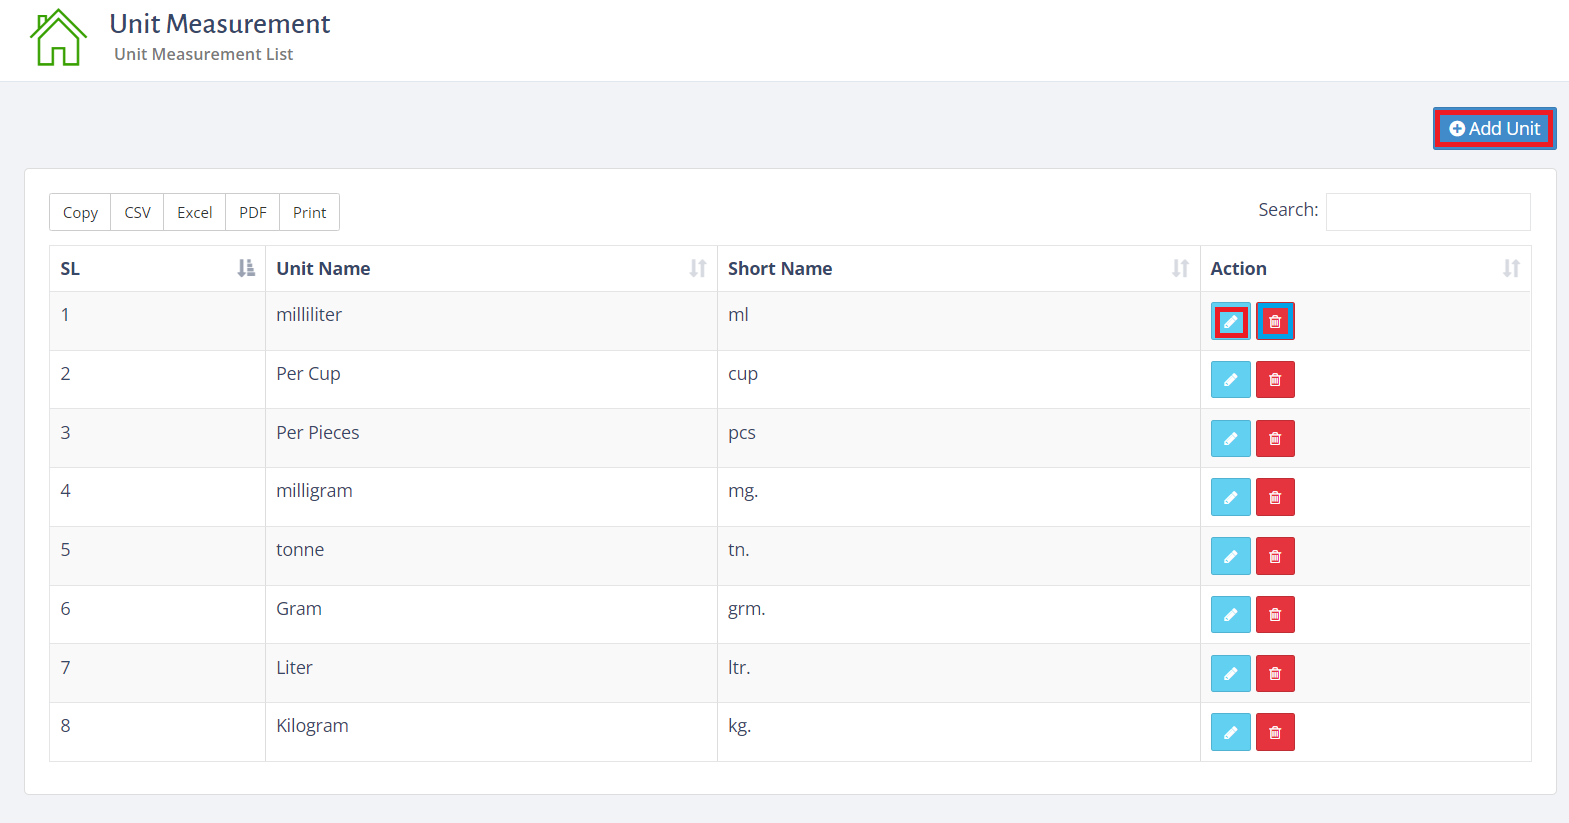 Unit Measurement
Unit Measurement List
Add Unit
Copy CSV Excel PDF Print Search:
SL Unit Name Short Name Action
1 milliliter ml
2 Per Cup cup
3 Per Pieces pcs
4 milligram mg.
5 tonne tn.
6 Gram grm.
7 Liter ltr.
8 Kilogram kg.